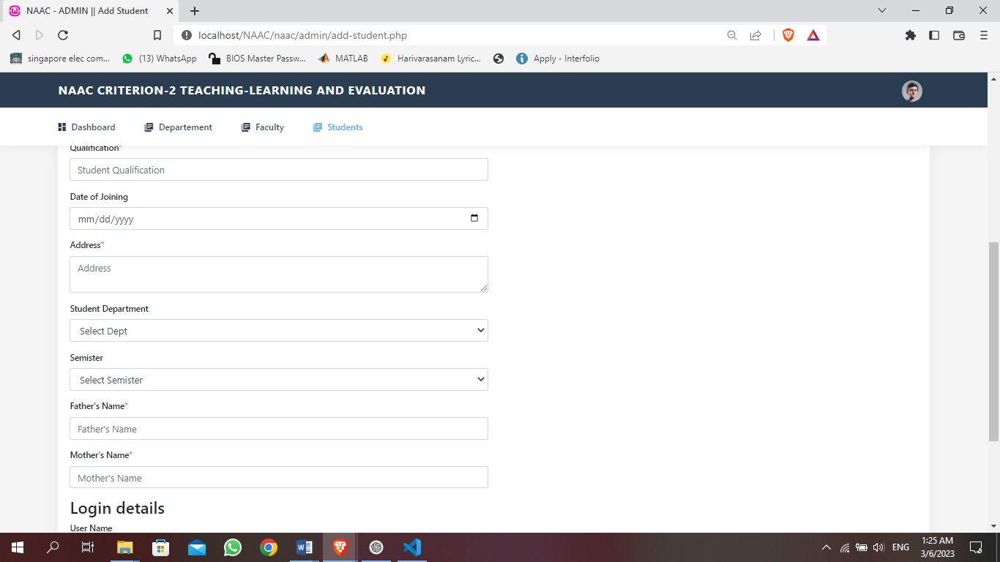 NAAC - ADMIN || Add Student
localhost/NAAC/naac/admin/add-student.php
singapore elec com... (13) WhatsApp BIOS Master Passw... MATLAB Harivarasanam Lyric... Apply - Interfolio
NAAC CRITERION-2 TEACHING-LEARNING AND EVALUATION
Dashboard Departement Faculty Students
Qualification*
Student Qualification
Date of Joining
mm/dd/yyyy
Address*
Address
Student Department
Select Dept
Semister
Select Semister
Father's Name*
Father's Name
Mother's Name*
Mother's Name
Login details
User Name
ENG
1:25 AM
3/6/2023